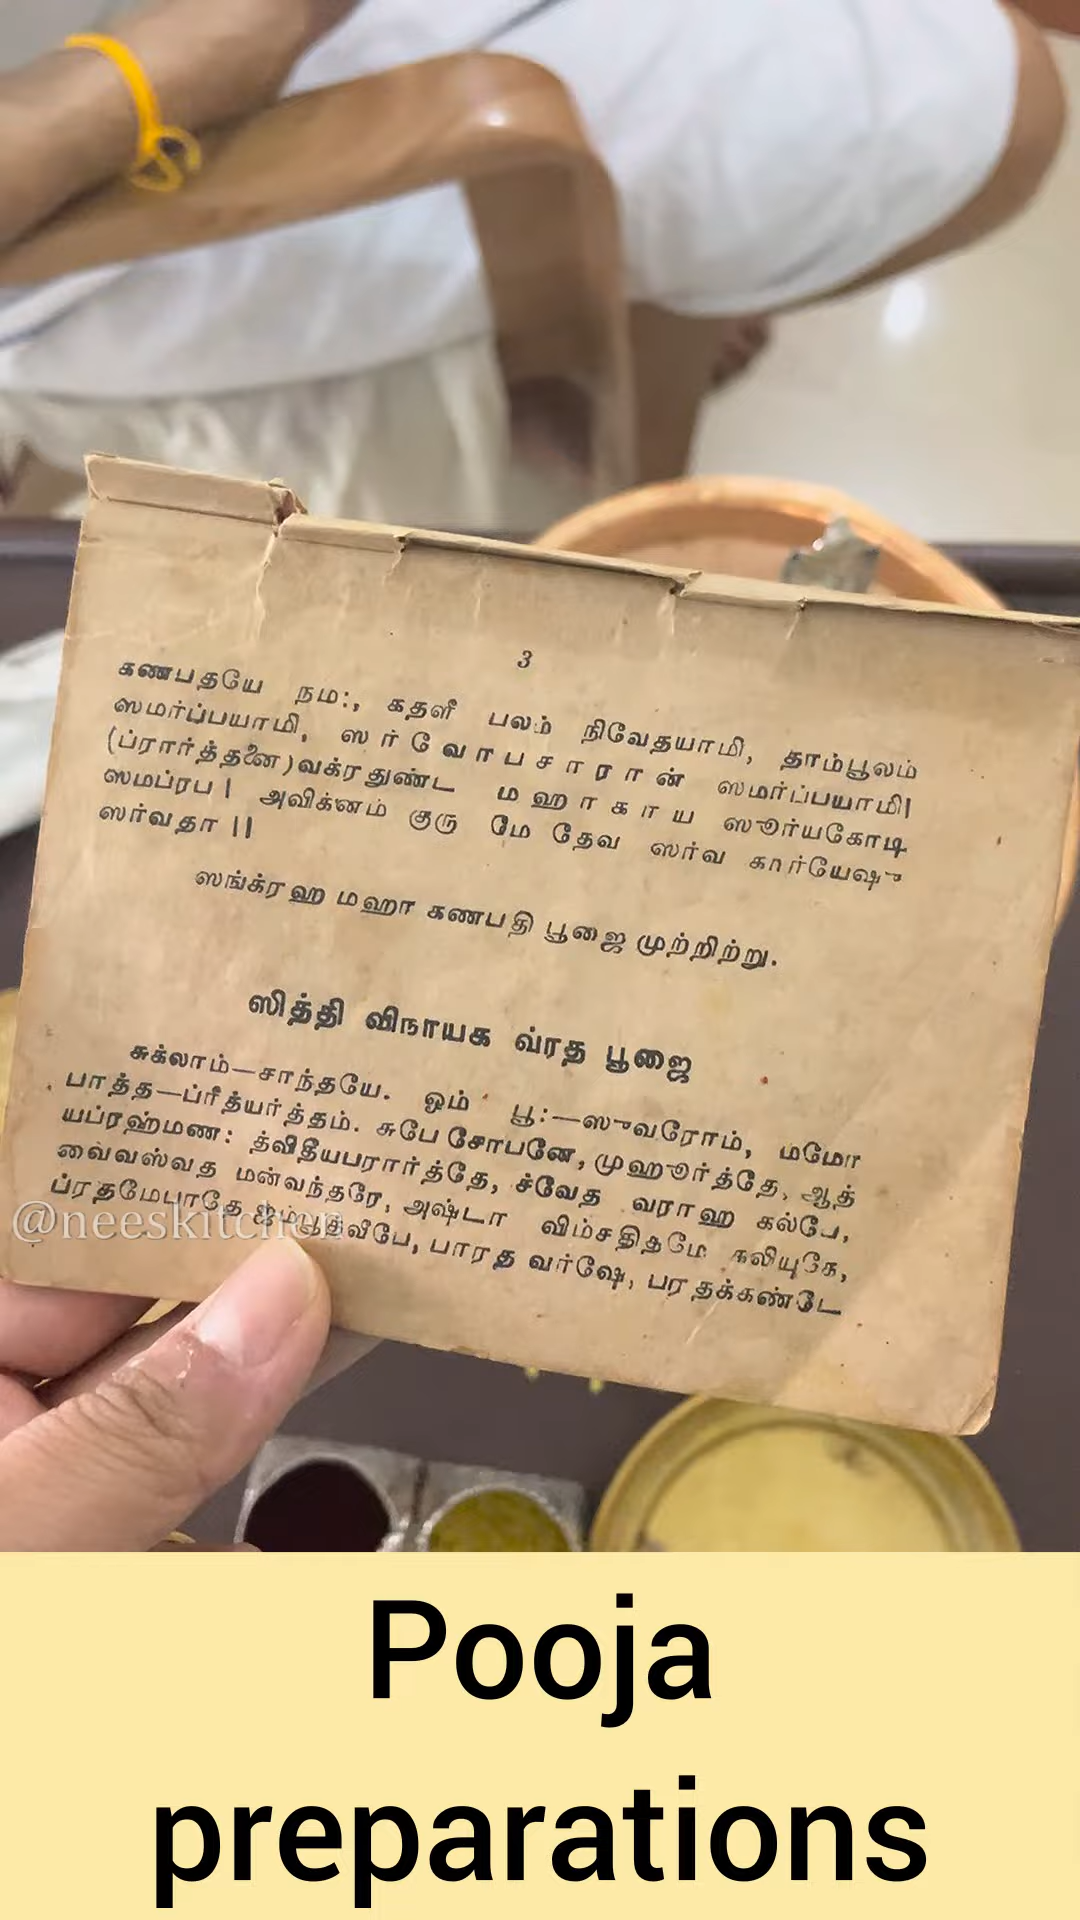 3
கணபதயே நம:, கதளீ பலம் நிவேதயாமி, தாம்பூலம்
ஸமர்ப்பயாமி, ஸர்வோபசாரான் ஸமர்ப்பயாமி|
(ப்ரார்த்தனை) வக்ரதுண்ட மஹாகாய ஸூர்யகோடி
ஸமப்ரப | அவிக்னம் குரு மே தேவ ஸர்வ கார்யேஷு
ஸர்வதா ||
ஸங்க்ரஹ மஹா கணபதி பூஜை முற்றிற்று.
ஸித்தி விநாயக வ்ரத பூஜை
சுக்லாம்—சாந்தயே. ஓம் பூ:—ஸுவரோம், மமோ
பாத்த—ப்ரீத்யர்த்தம். சுபே சோபனே, முஹூர்த்தே, ஆத்
யப்ரஹ்மண: த்விதீயபரார்த்தே, ச்வேத வராஹ கல்பே,
வைவஸ்வத மன்வந்தரே, அஷ்டா விம்சதிதமே கலியுகே,
ப்ரதமேபாதே ஜம்பூத்வீபே, பாரத வர்ஷே, பரதக்கண்டே
@neeskitchen
Pooja
preparations